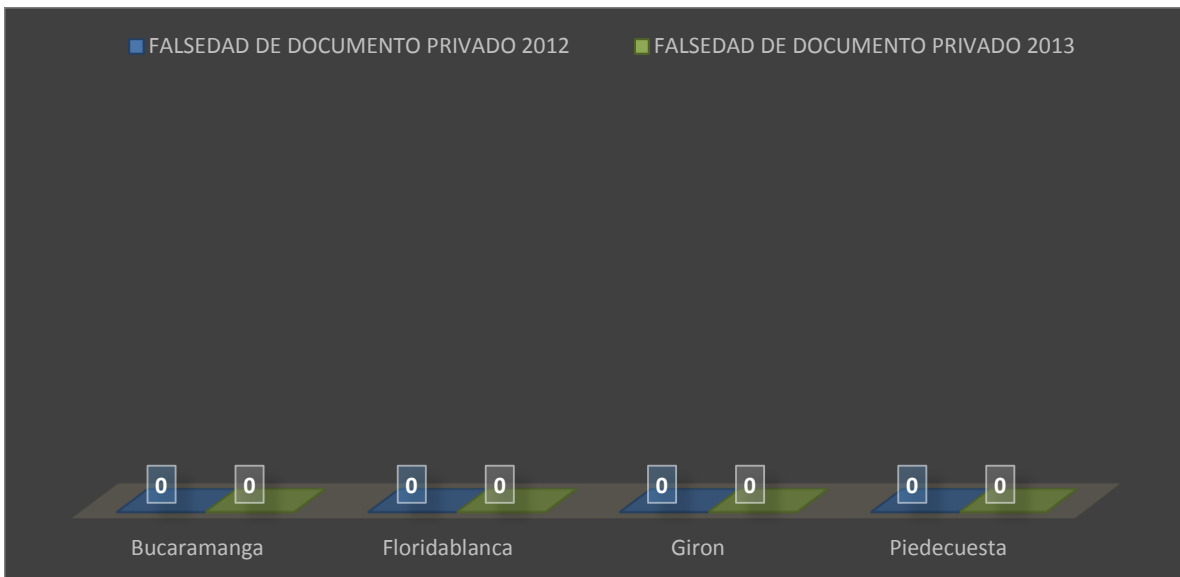 FALSEDAD DE DOCUMENTO PRIVADO 2012 FALSEDAD DE DOCUMENTO PRIVADO 2013
0 0 0 0 0 0 0 0
Bucaramanga Floridablanca Giron Piedecuesta